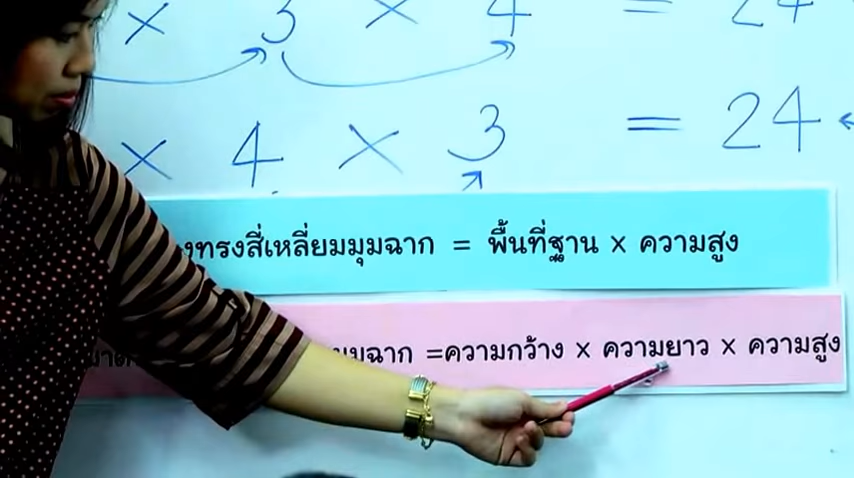 × 3 × 4 = 24
× 4 × 3 = 24 ←
ทรงสี่เหลี่ยมมุมฉาก = พื้นที่ฐาน x ความสูง
มุมฉาก =ความกว้าง x ความยาว x ความสูง